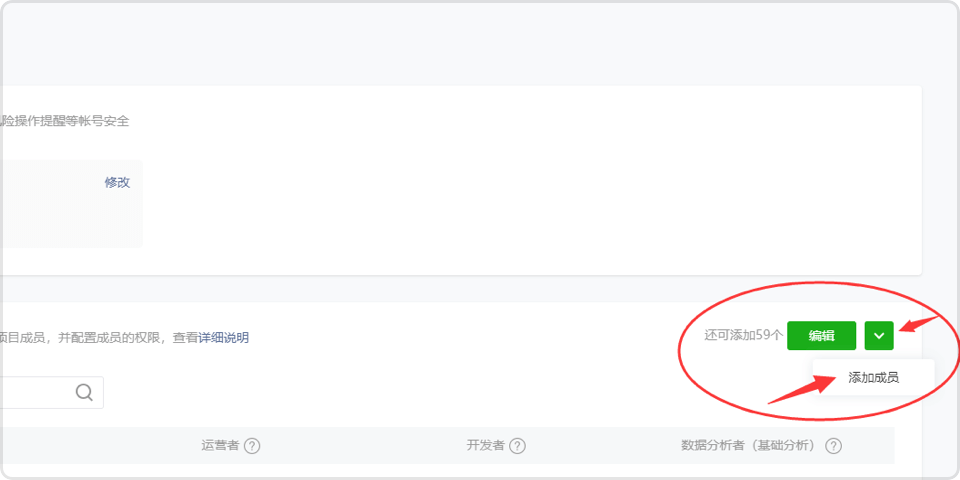 险操作提醒等帐号安全
修改
项目成员，并配置成员的权限，查看详细说明
还可添加59个
编辑
添加成员
运营者 ?
开发者 ?
数据分析者（基础分析） ?